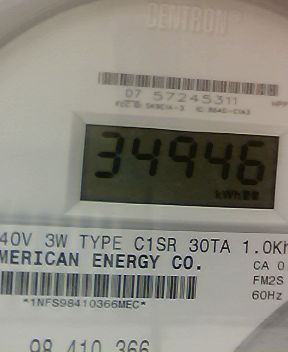 CENTRON®
07 57245311
34946
kWh
40V 3W TYPE C1SR 30TA 1.0Kh
MERICAN ENERGY CO.
CA 0
FM2S
*1NFS98410366MEC*
60Hz
98 410 366